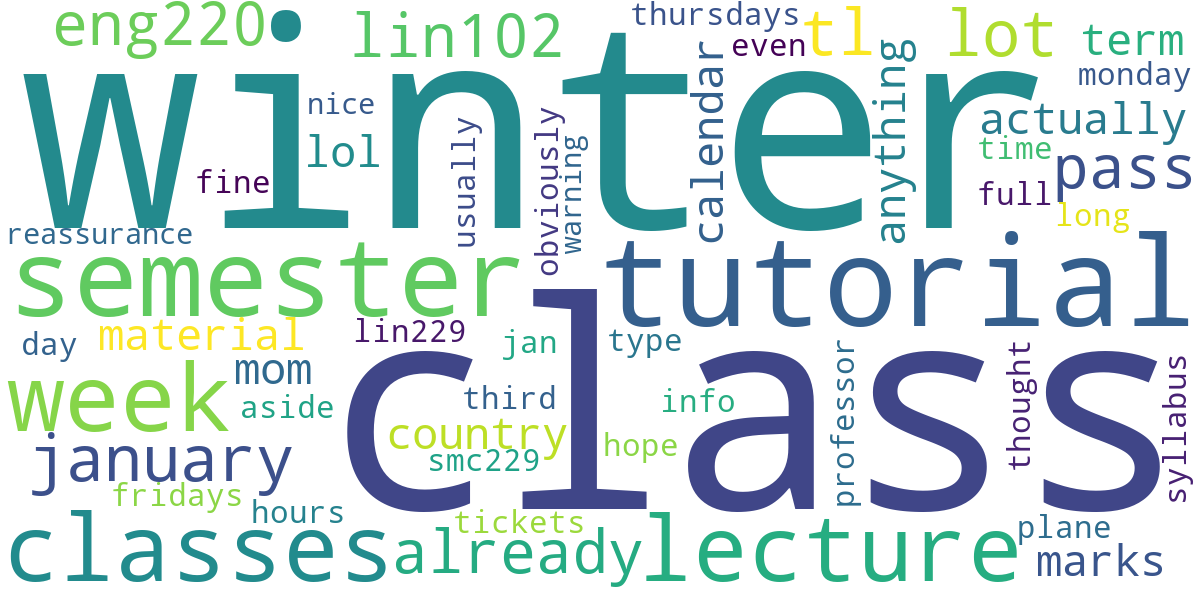 eng220
lin102
thursdays
even
tl
lot
term
monday
winter
nice
lol
fine
usually
obviously
warning
calendar
anything
actually
time
pass
full
long
reassurance
semester
tutorial
day
material
lin229
jan
type
mom
week
aside
third
info
class
country
smc229
hope
professor
thought
syllabus
january
fridays
hours
tickets
classes
already
lecture
plane
marks